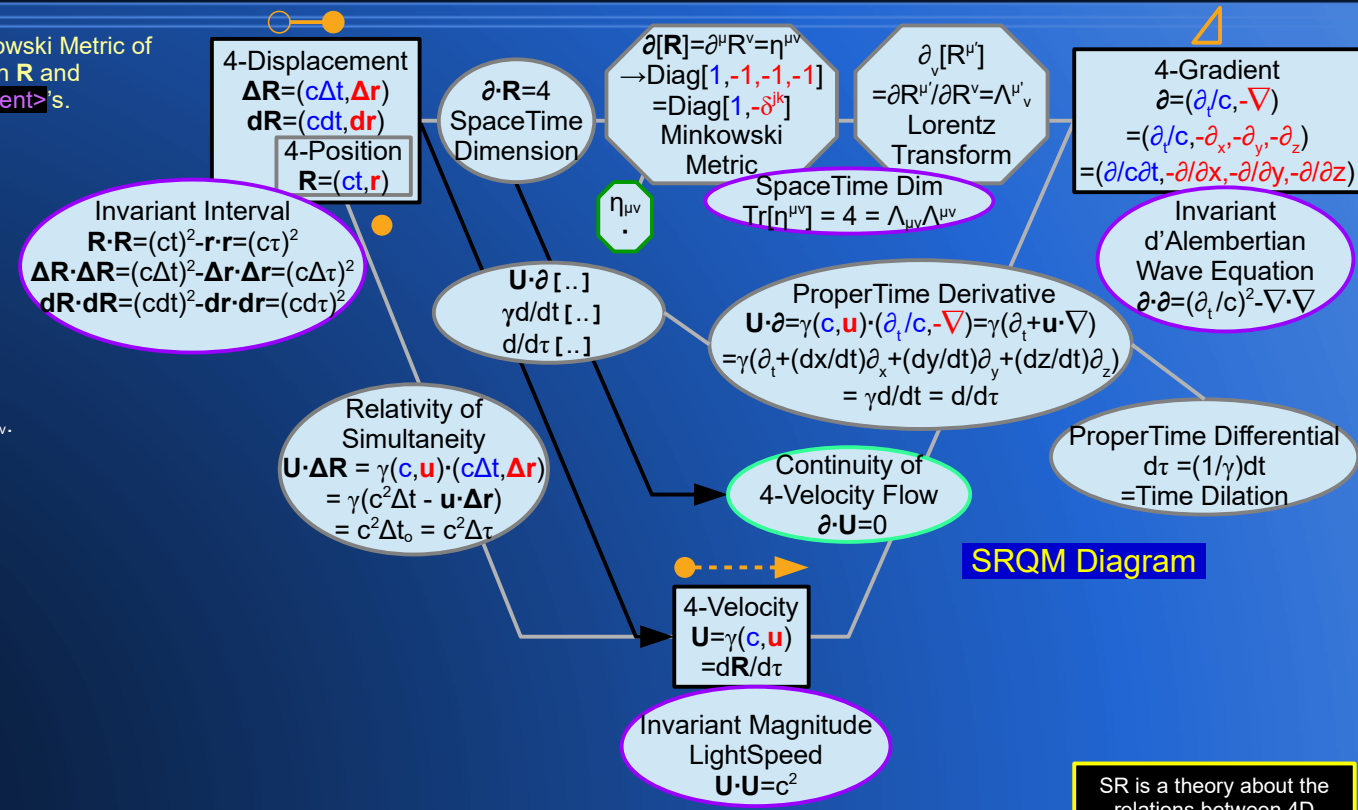 owski Metric of
R and
ent>'s.
4-Displacement
ΔR=(cΔt,Δr)
dR=(cdt,dr)
4-Position
R=(ct,r)
∂·R=4
SpaceTime
Dimension
∂[R]=∂^μR^ν=η^μν
→Diag[1,-1,-1,-1]
=Diag[1,-δ^jk]
Minkowski
Metric
∂_ν[R^μ']
=∂R^μ'/∂R^ν=Λ^μ'_ν
Lorentz
Transform
4-Gradient
∂=(∂_t/c,-∇)
=(∂_t/c,-∂_x,-∂_y,-∂_z)
=(∂/c∂t,-∂/∂x,-∂/∂y,-∂/∂z)
SpaceTime Dim
Tr[η^μν] = 4 = Λ_μνΛ^μν
η_μν
·
Invariant Interval
R·R=(ct)²-r·r=(cτ)²
ΔR·ΔR=(cΔt)²-Δr·Δr=(cΔτ)²
dR·dR=(cdt)²-dr·dr=(cdτ)²
Invariant
d'Alembertian
Wave Equation
∂·∂=(∂_t/c)²-∇·∇
U·∂[..]
γd/dt[..]
d/dτ[..]
ProperTime Derivative
U·∂=γ(c,u)·(∂_t/c,-∇)=γ(∂_t+u·∇)
=γ(∂_t+(dx/dt)∂_x+(dy/dt)∂_y+(dz/dt)∂_z)
= γd/dt = d/dτ
ν.
Relativity of
Simultaneity
U·ΔR = γ(c,u)·(cΔt,Δr)
= γ(c²Δt - u·Δr)
= c²Δt₀ = c²Δτ
ProperTime Differential
dτ =(1/γ)dt
=Time Dilation
Continuity of
4-Velocity Flow
∂·U=0
SRQM Diagram
4-Velocity
U=γ(c,u)
=dR/dτ
Invariant Magnitude
LightSpeed
U·U=c²
SR is a theory about the
relations between 4D